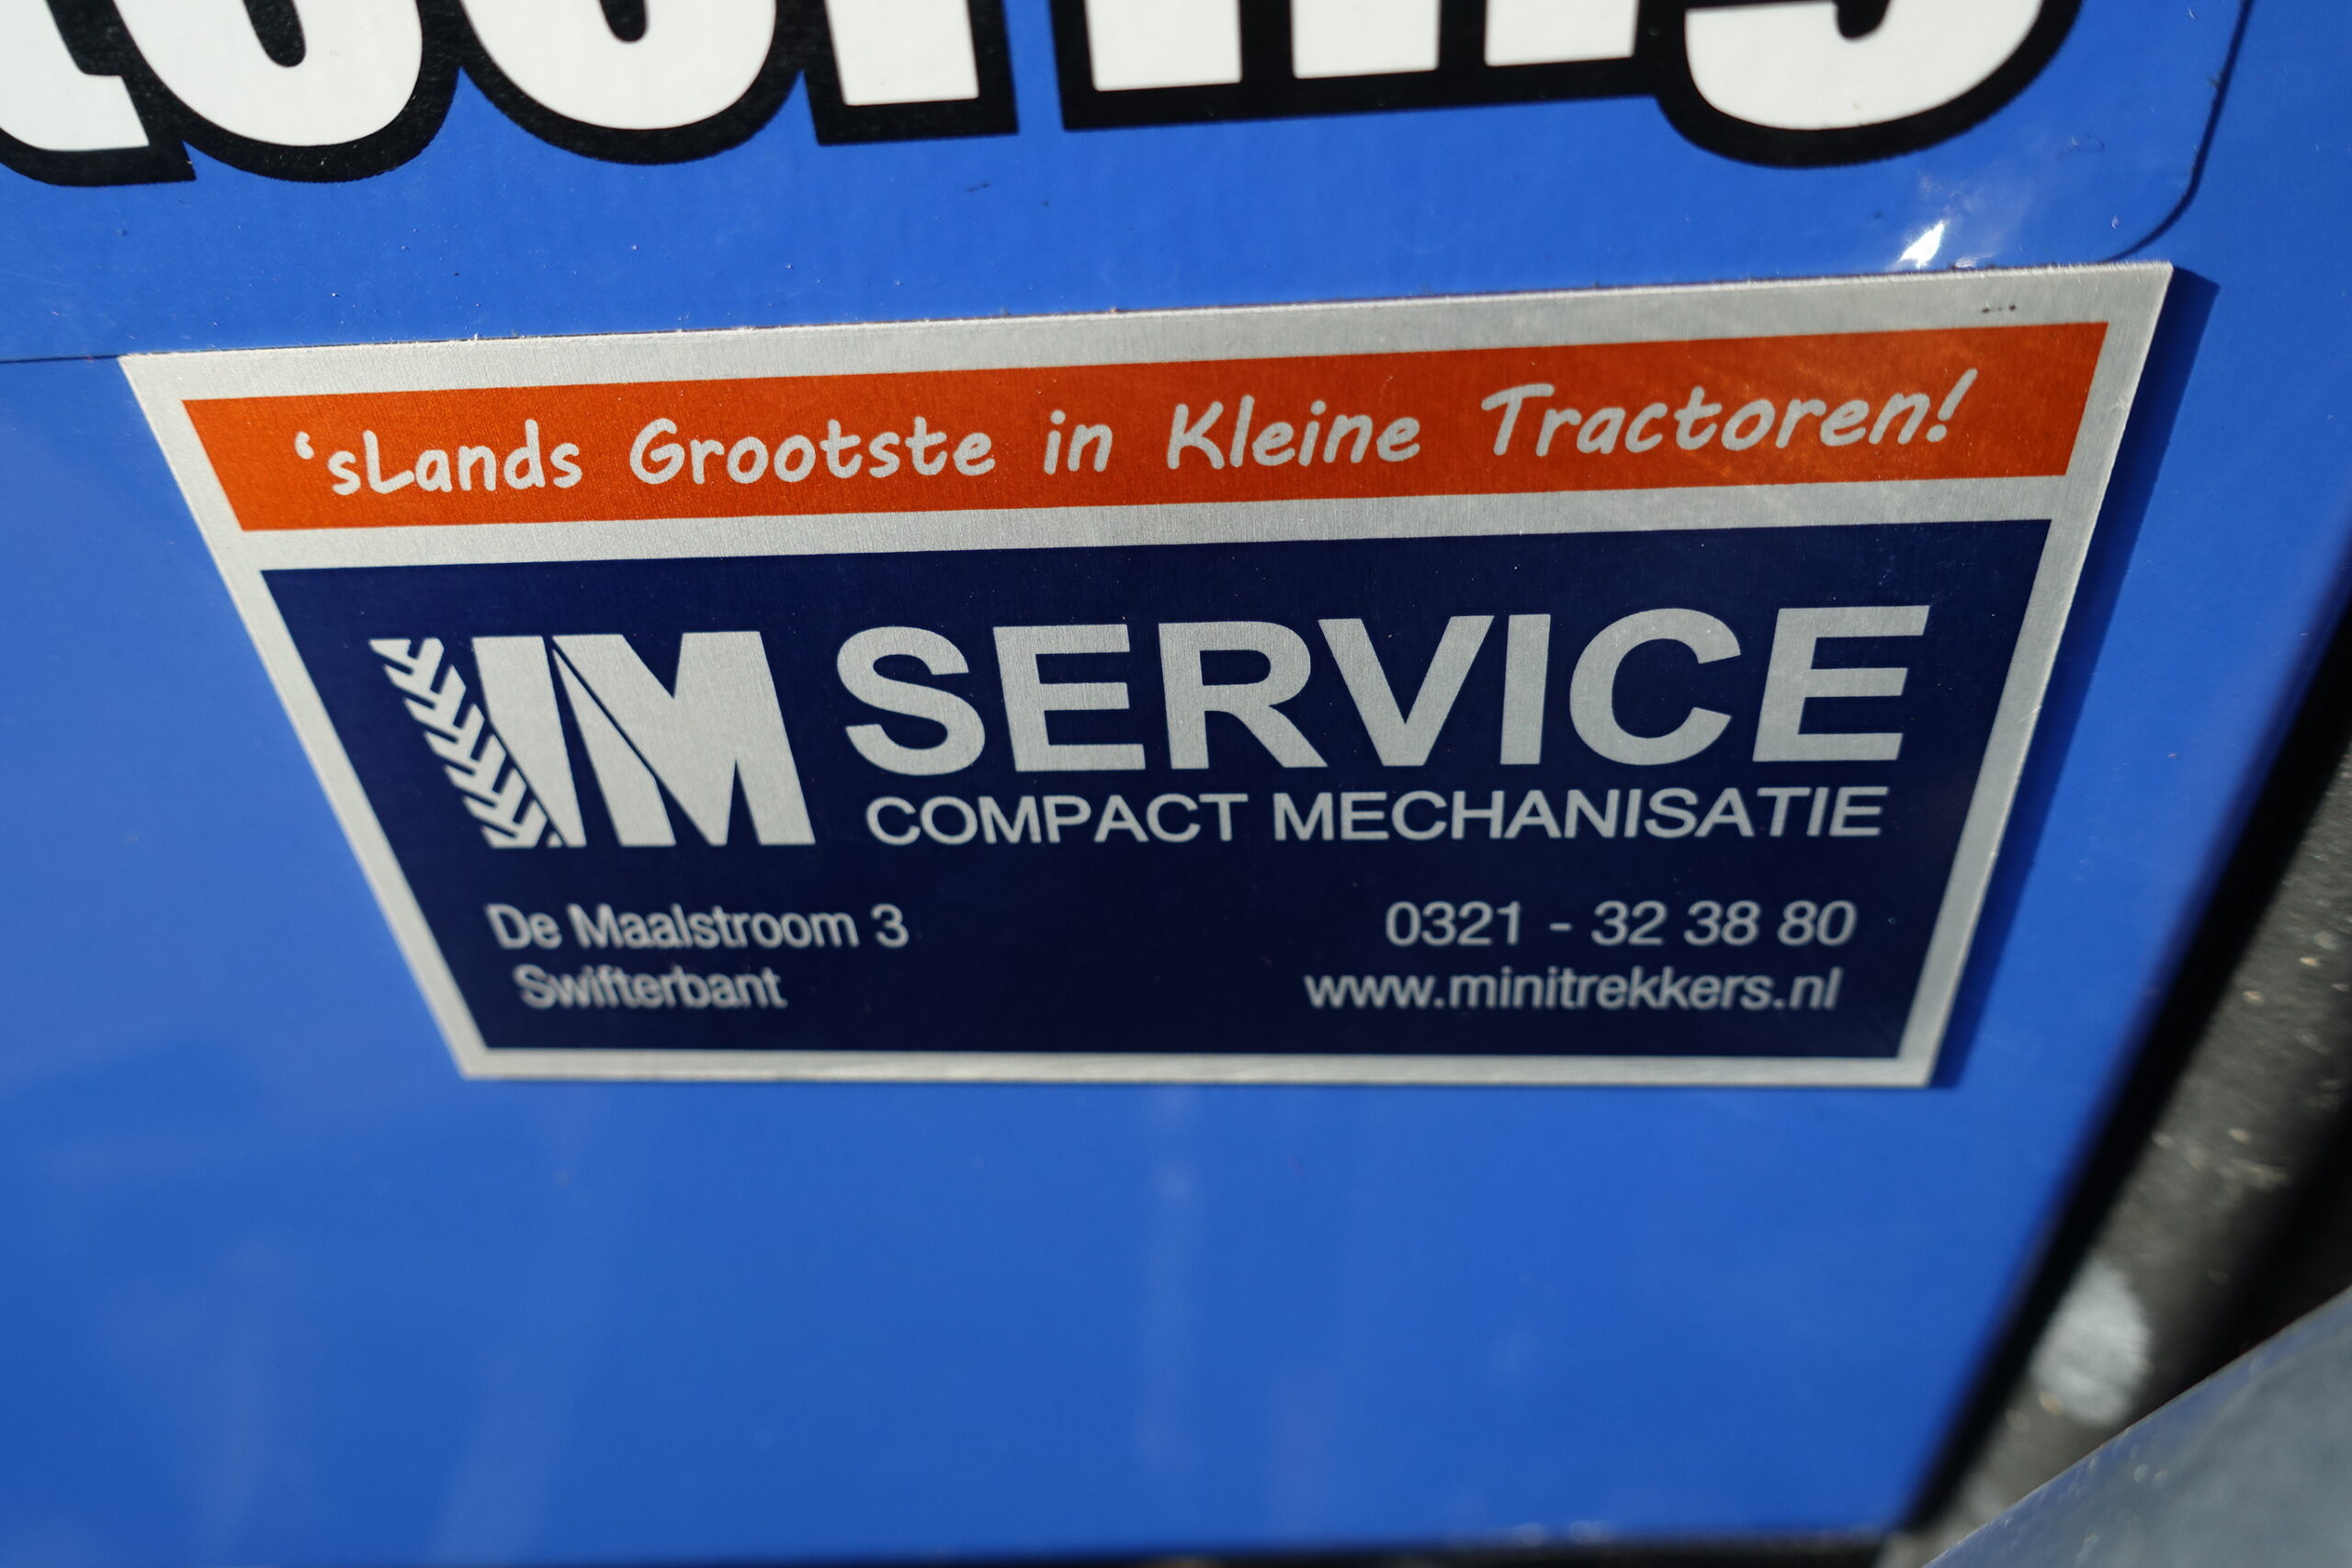 'sLands Grootste in Kleine Tractoren!
IM SERVICE
COMPACT MECHANISATIE
De Maalstroom 3
0321 - 32 38 80
Swifterbant
www.minitrekkers.nl